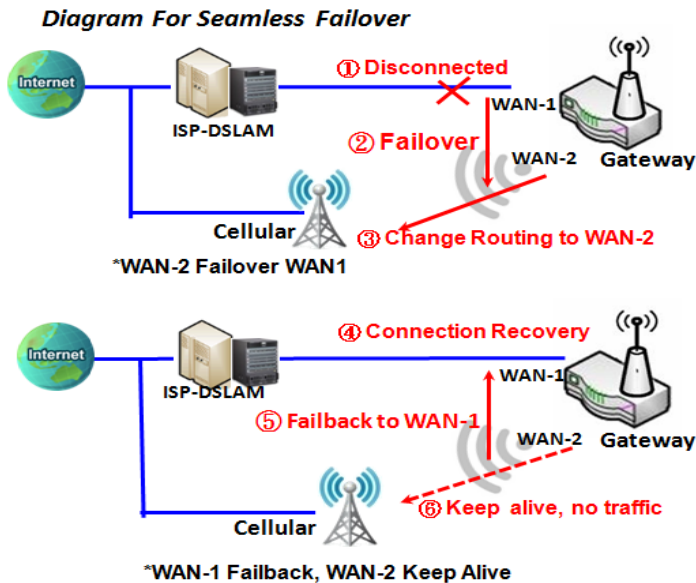 Diagram For Seamless Failover
Internet
ISP-DSLAM
① Disconnected
WAN-1
② Failover
WAN-2
Gateway
Cellular
③ Change Routing to WAN-2
*WAN-2 Failover WAN1
④ Connection Recovery
Internet
ISP-DSLAM
WAN-1
⑤ Failback to WAN-1
WAN-2
Gateway
Cellular
⑥ Keep alive, no traffic
*WAN-1 Failback, WAN-2 Keep Alive